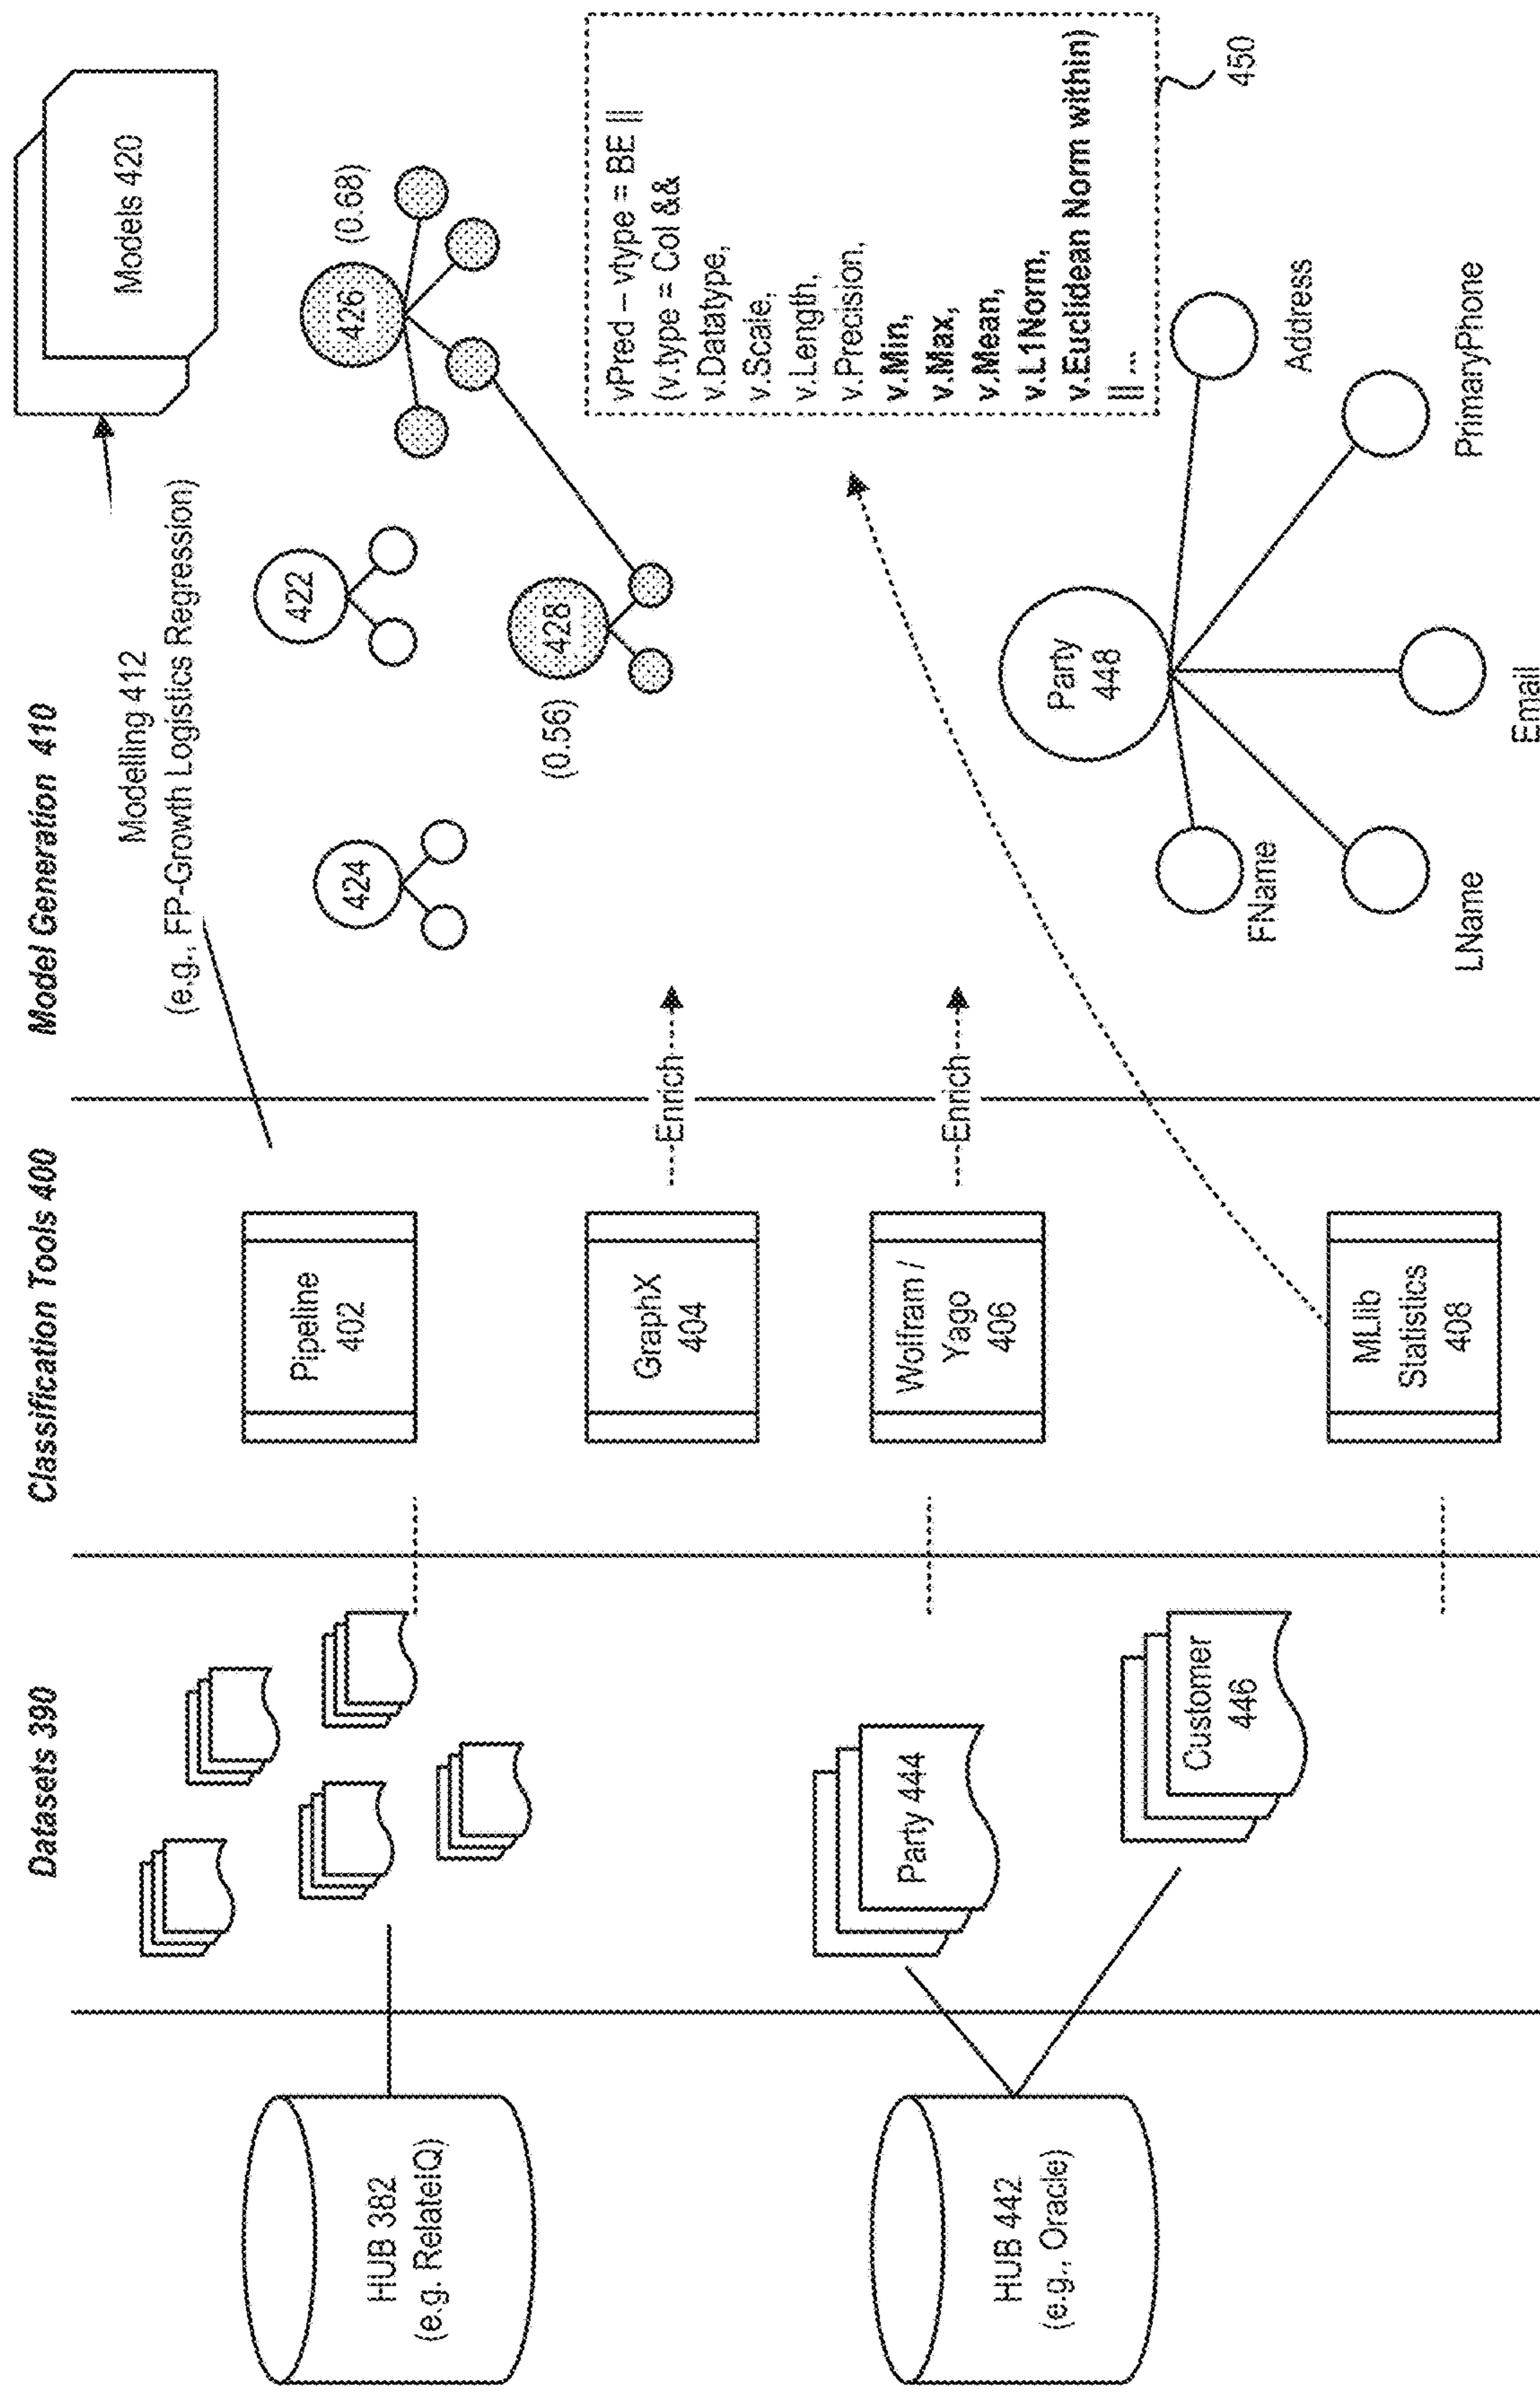 Datasets 390
Classification Tools 400
Model Generation 410
HUB 382
(e.g. RelateIQ)
HUB 442
(e.g., Oracle)
Party 444
Customer
446
Pipeline
402
GraphX
404
Wolfram /
Yago
406
MLlib
Statistics
408
Enrich
Enrich
Modelling 412
(e.g., FP-Growth Logistics Regression)
Models 420
424
422
426
(0.68)
(0.56)
428
vPred – vtype = BE ||
(v.type = Col &&
v.Datatype,
v.Scale,
v.Length,
v.Precision,
v.Min,
v.Max,
v.Mean,
v.L1Norm,
v.Euclidean Norm within)
|| ...
450
Party
448
FName
LName
Email
PrimaryPhone
Address